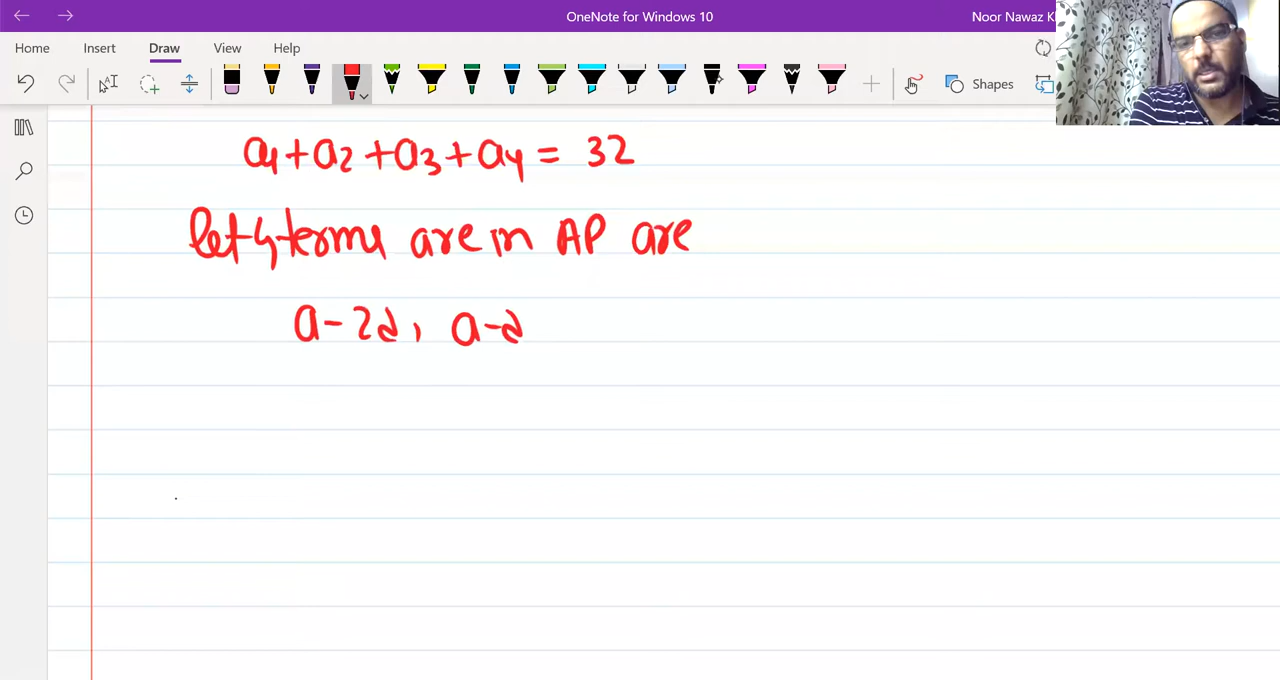 OneNote for Windows 10
Noor Nawaz K
Home Insert Draw View Help
Shapes
a1+a2+a3+a4= 32
let 4 terms are in AP are
a-2d, a-d